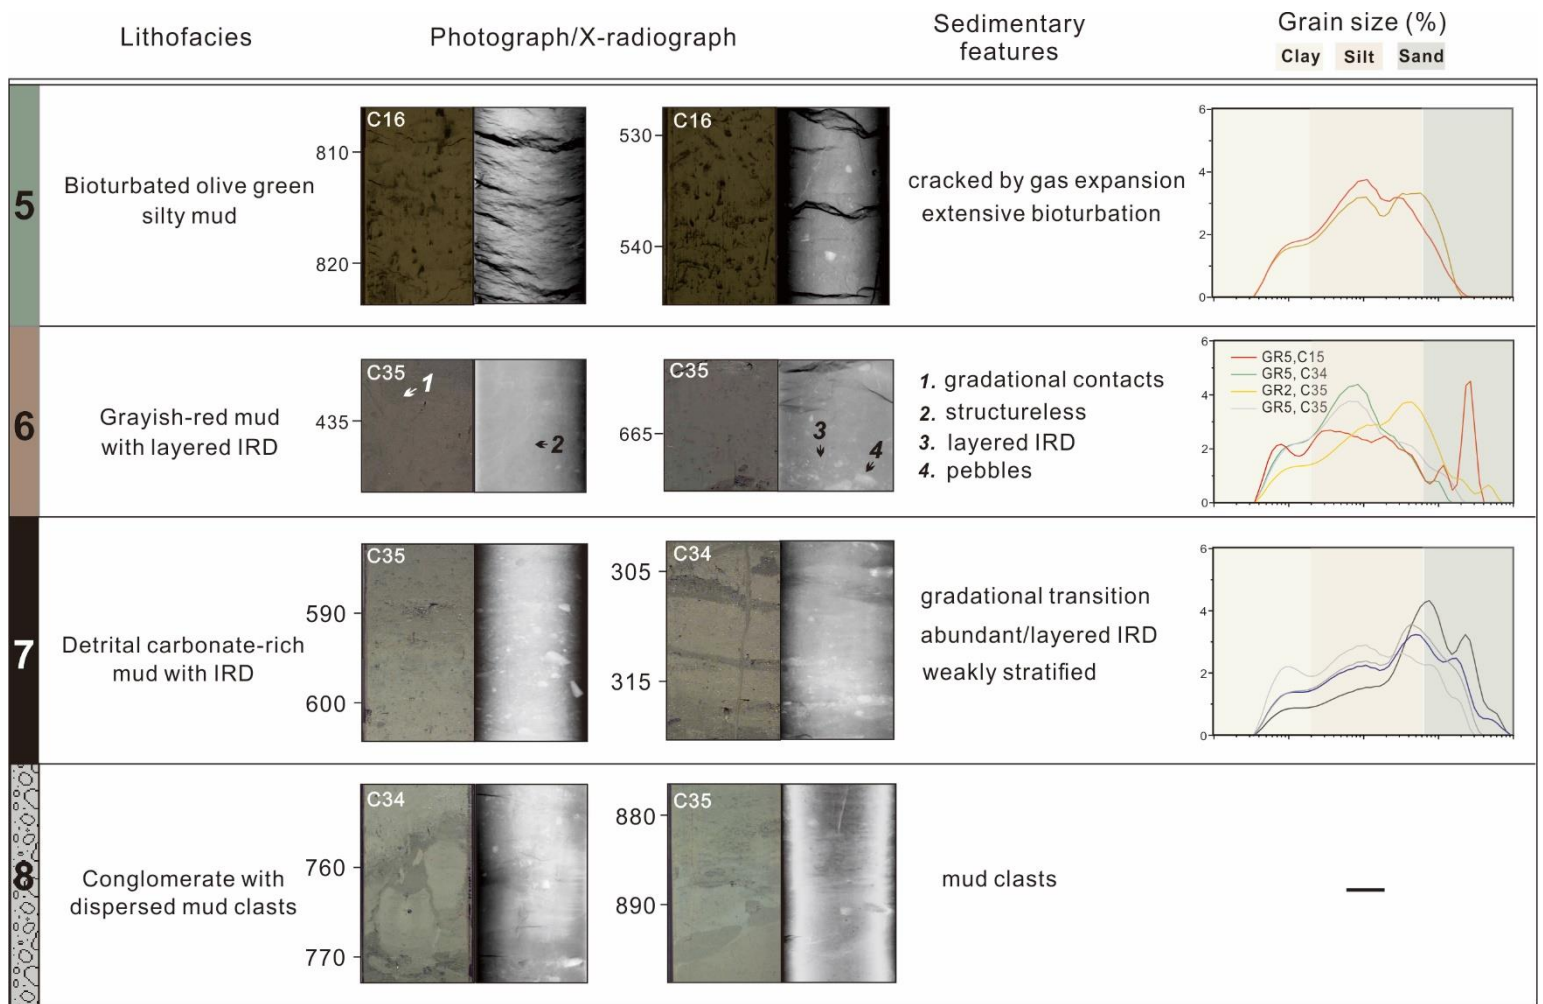 Lithofacies
Photograph/X-radiograph
Sedimentary
features
Grain size (%)
Clay Silt Sand
5
Bioturbated olive green
silty mud
C16
810
820
C16
530
540
cracked by gas expansion
extensive bioturbation
6
4
2
0
6
Grayish-red mud
with layered IRD
C35
1
2
435
C35
3
4
665
1. gradational contacts
2. structureless
3. layered IRD
4. pebbles
6
4
2
0
GR5,C15
GR5, C34
GR2, C35
GR5, C35
7
Detrital carbonate-rich
mud with IRD
C35
590
600
C34
305
315
gradational transition
abundant/layered IRD
weakly stratified
6
4
2
0
8
Conglomerate with
dispersed mud clasts
C34
760
770
C35
880
890
mud clasts